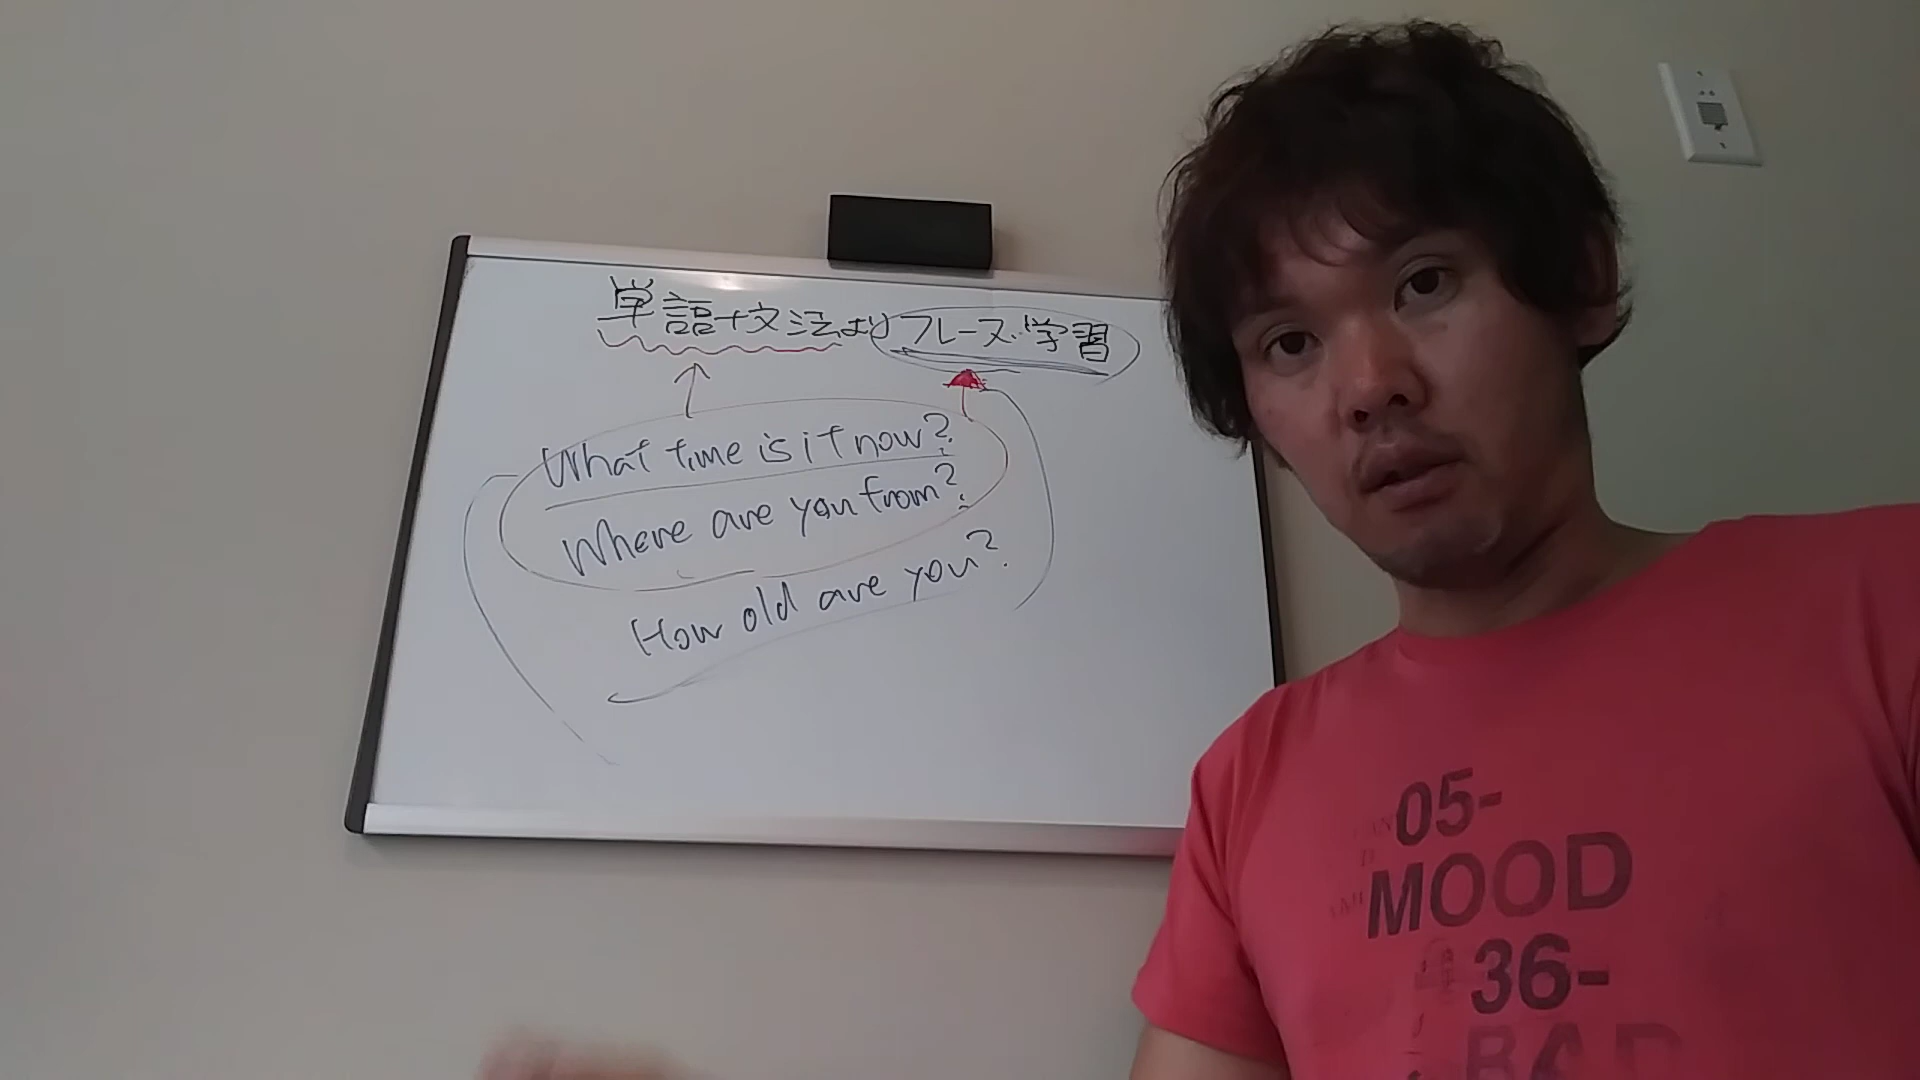 単語+文法よりフレーズ学習
What time is it now?
Where are you from?
How old are you?
05-
MOOD
36-
BAD